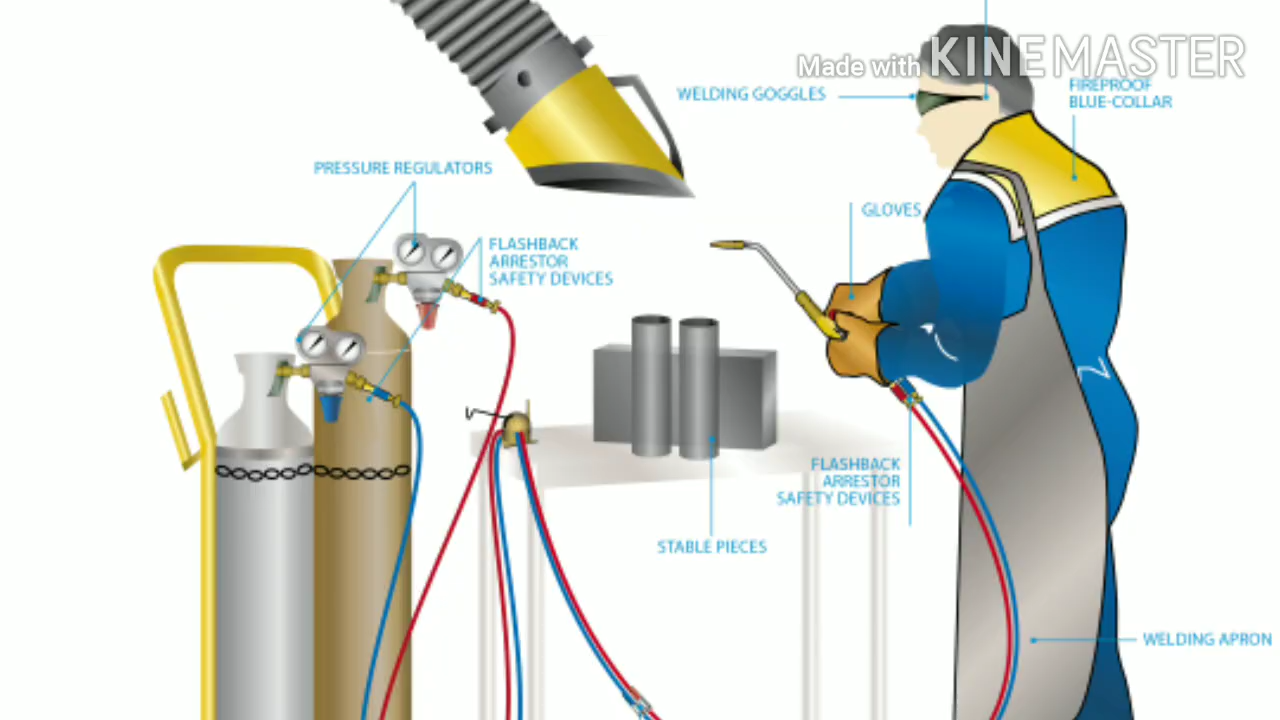 Made with KINEMASTER
WELDING GOGGLES
FIREPROOF
BLUE-COLLAR
PRESSURE REGULATORS
GLOVES
FLASHBACK
ARRESTOR
SAFETY DEVICES
FLASHBACK
ARRESTOR
SAFETY DEVICES
STABLE PIECES
WELDING APRON